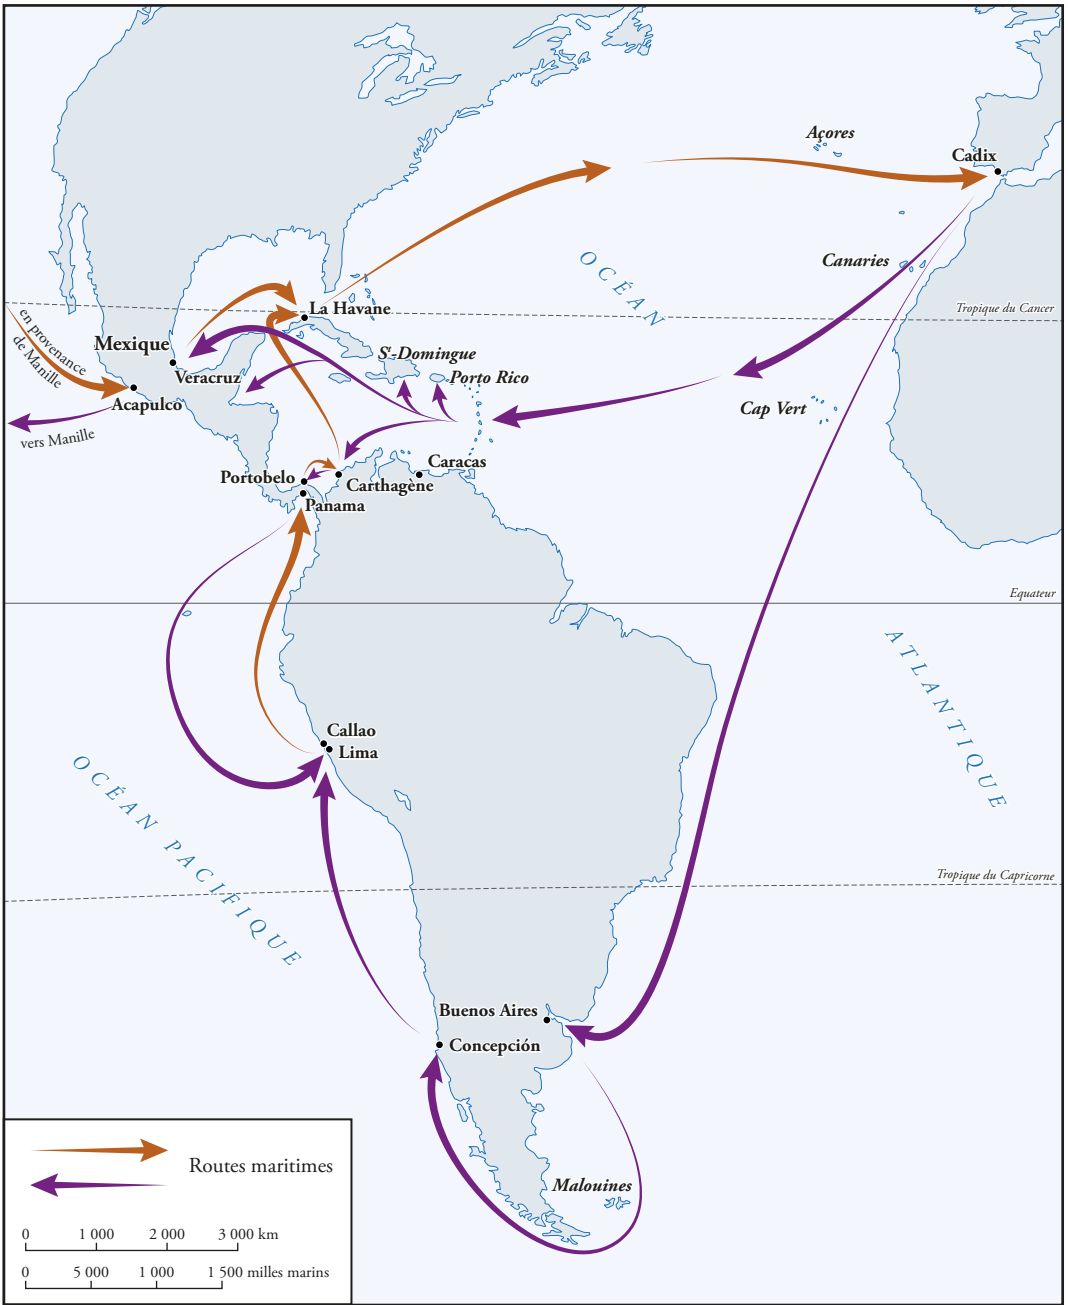 Açores
Cadix
OCÉAN
Canaries
Tropique du Cancer
La Havane
en provenance
de Manille
Mexique
St-Domingue
Porto Rico
Veracruz
Acapulco
Cap Vert
vers Manille
Caracas
Portobelo
Carthagène
Panama
Equateur
ATLANTIQUE
Callao
Lima
OCÉAN PACIFIQUE
Tropique du Capricorne
Buenos Aires
Concepción
Malouines
Routes maritimes
0 1 000 2 000 3 000 km
0 5 000 1 000 1 500 milles marins